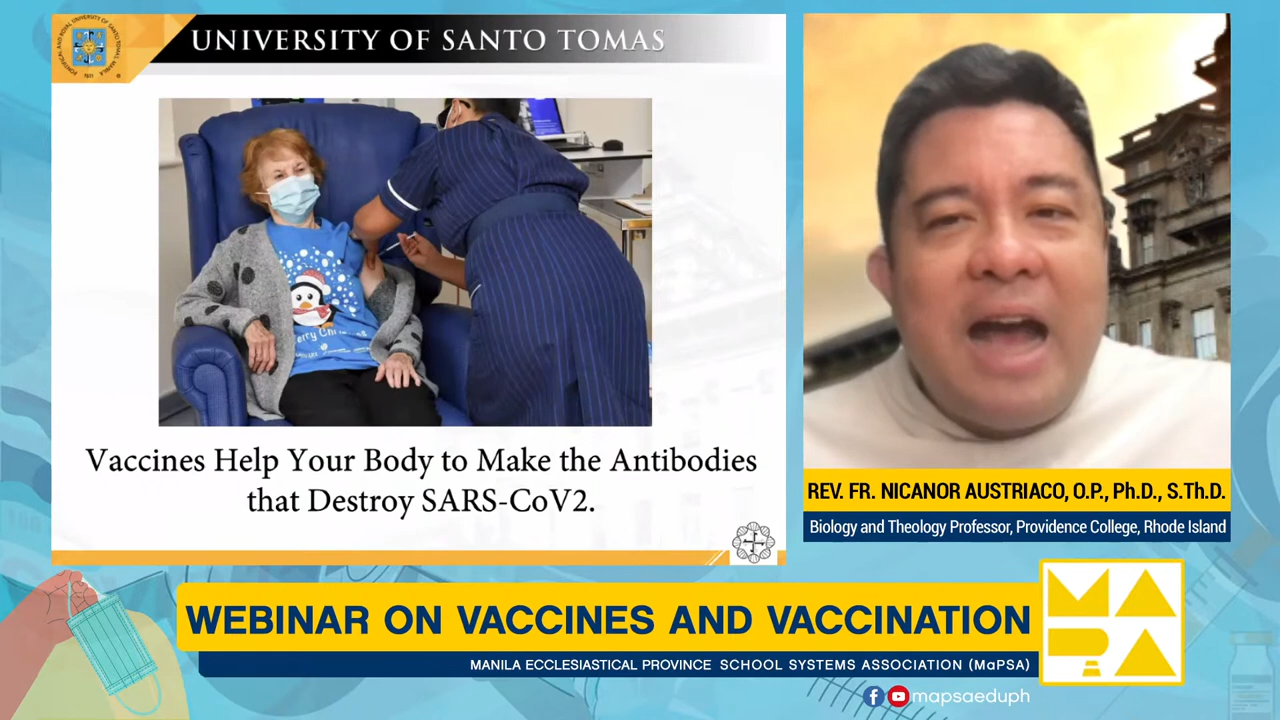 UNIVERSITY OF SANTO TOMAS
Vaccines Help Your Body to Make the Antibodies
that Destroy SARS-CoV2.
REV. FR. NICANOR AUSTRIACO, O.P., Ph.D., S.Th.D.
Biology and Theology Professor, Providence College, Rhode Island
WEBINAR ON VACCINES AND VACCINATION
MANILA ECCLESIASTICAL PROVINCE SCHOOL SYSTEMS ASSOCIATION (MaPSA)
MAPA
mapsaeduph